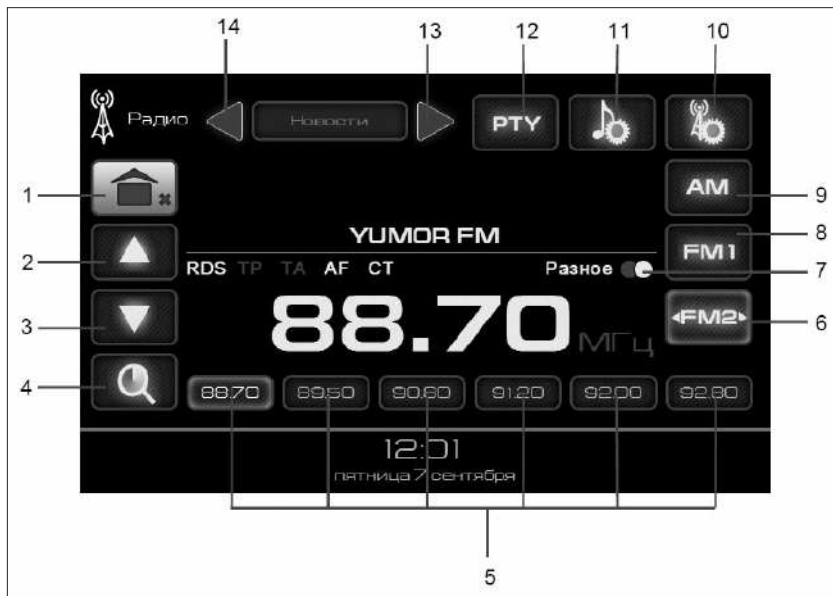 14 13 12 11 10
Радио Новости PTY
1 AM 9
YUMOR FM 8
2 RDS TP TA AF CT Разное FM1 7
3 88.70 МГц FM2 6
4 88.70 89.50 90.80 91.20 92.00 92.80
12:01
пятница 7 сентября
5